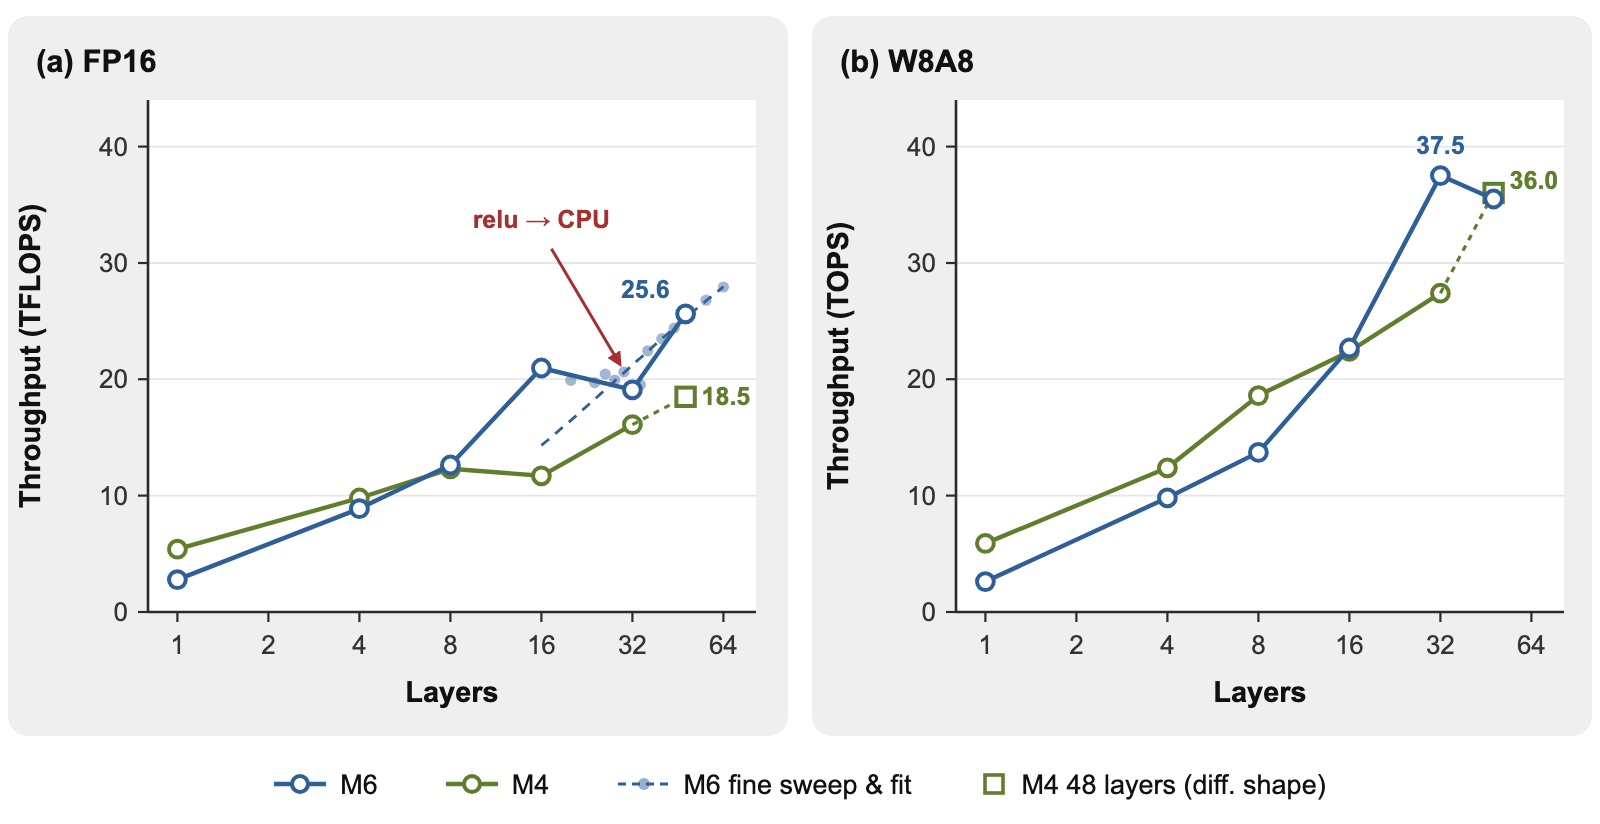 (a) FP16
Throughput (TFLOPS)
40
30
20
10
0
relu → CPU
25.6
18.5
1 2 4 8 16 32 64
Layers
(b) W8A8
Throughput (TOPS)
40
30
20
10
0
37.5
36.0
1 2 4 8 16 32 64
Layers
M6 M4 M6 fine sweep & fit M4 48 layers (diff. shape)